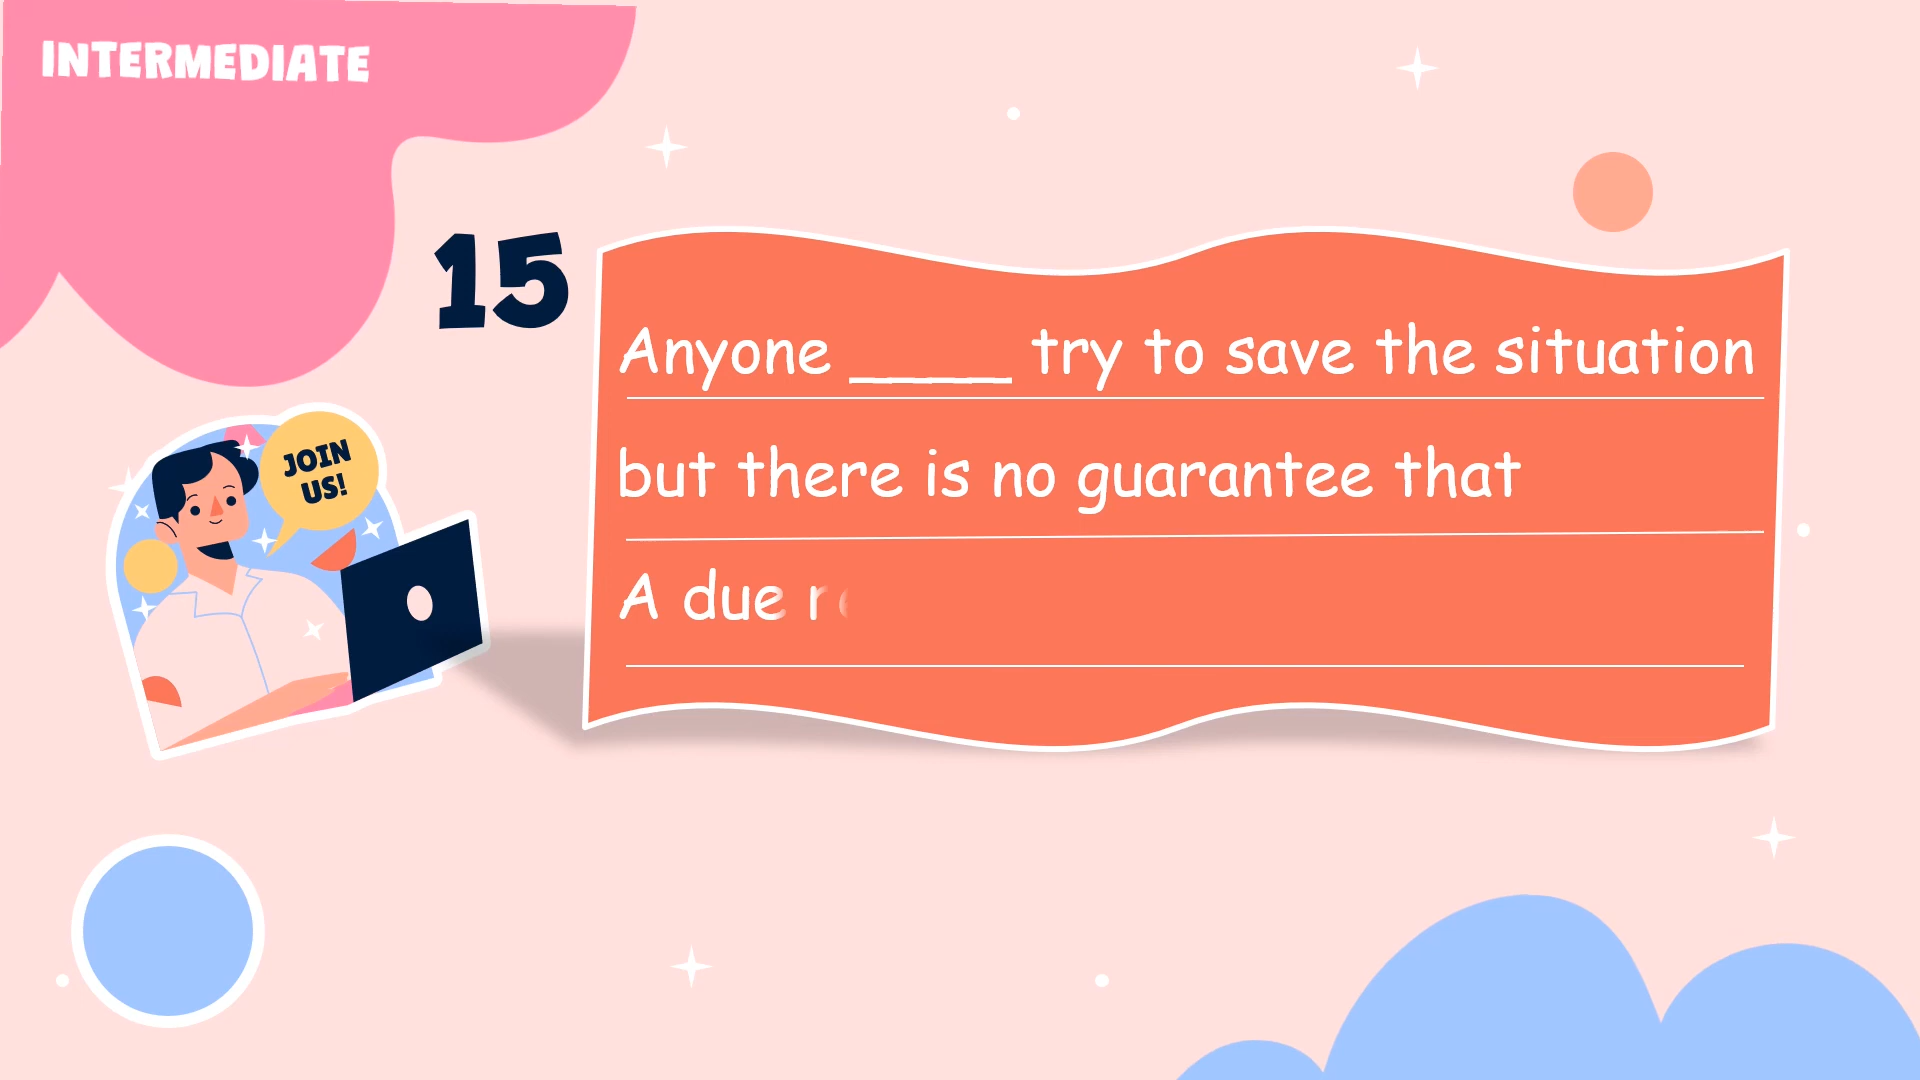 INTERMEDIATE
15
Anyone _____ try to save the situation
but there is no guarantee that
A due
JOIN
US!